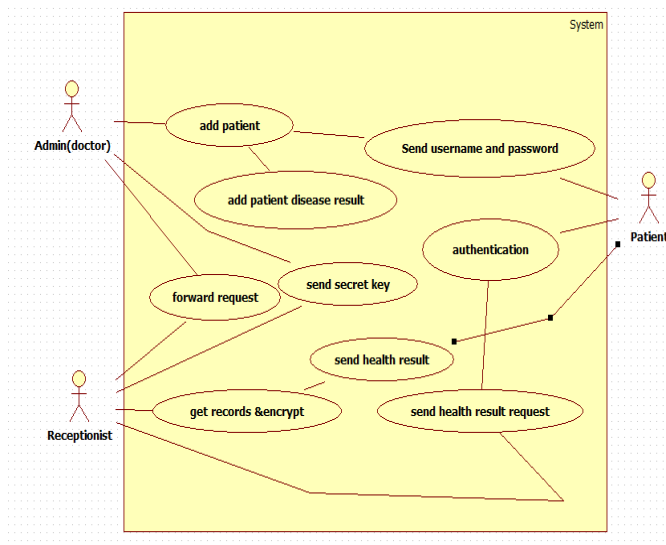 System
Admin(doctor)
add patient
Send username and password
add patient disease result
Patient
authentication
forward request
send secret key
send health result
Receptionist
get records &encrypt
send health result request